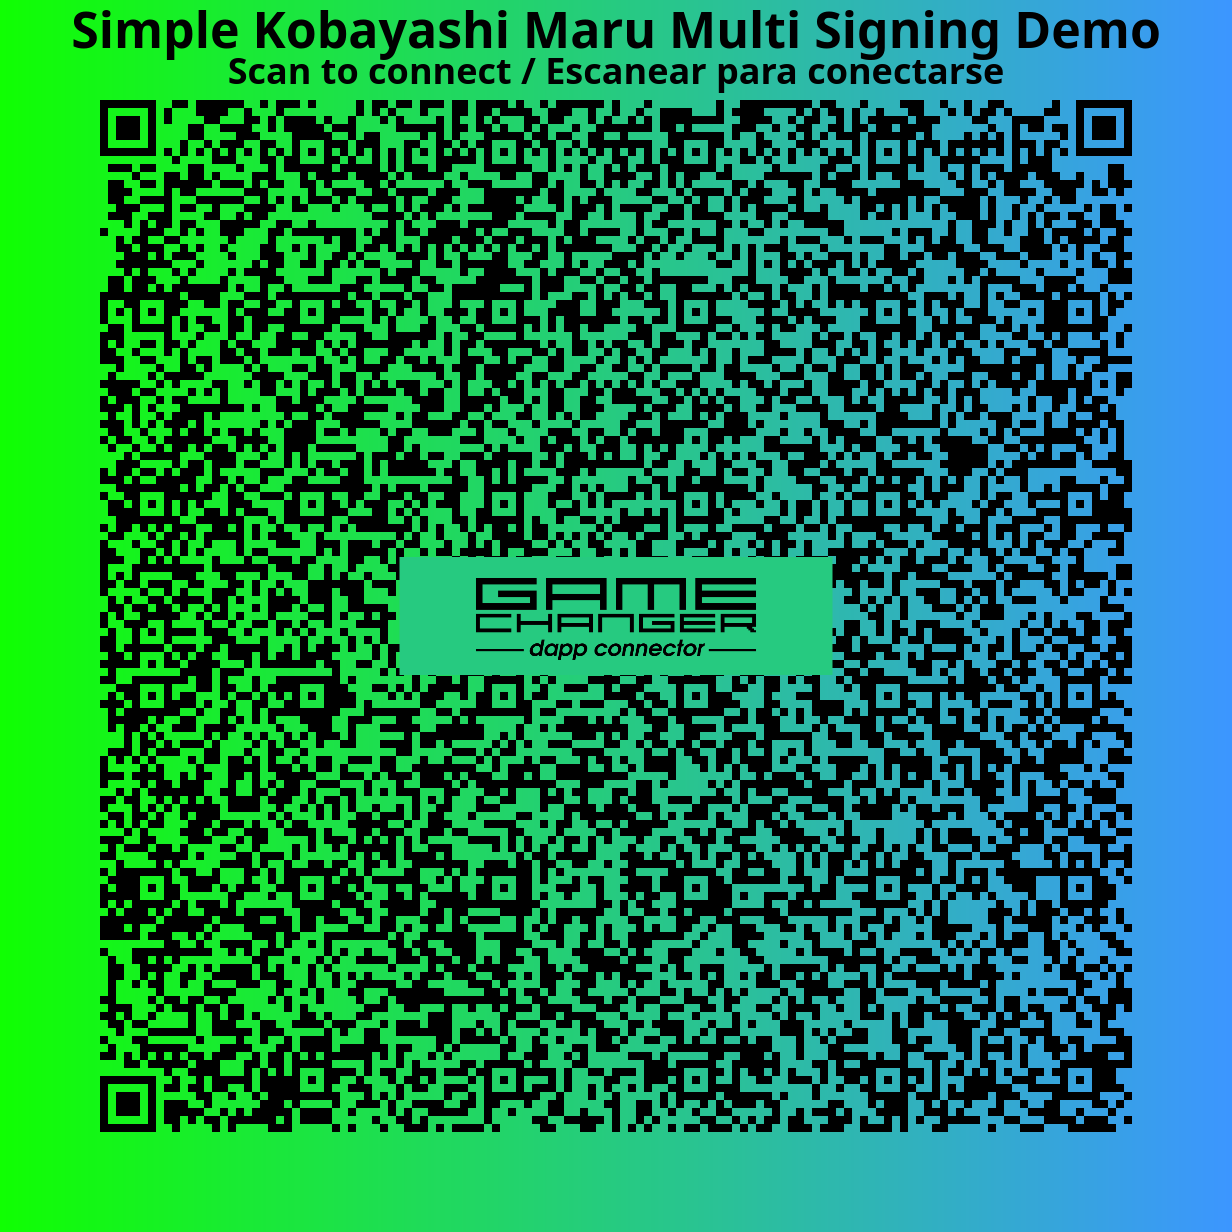 Simple Kobayashi Maru Multi Signing Demo
Scan to connect / Escanear para conectarse
GAME
CHANGER
dapp connector